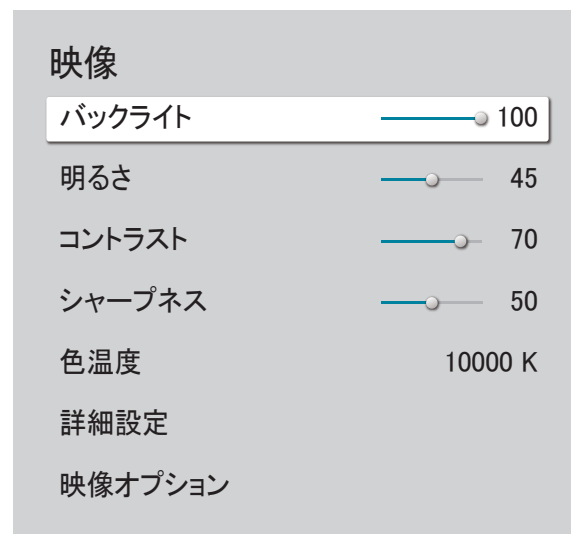 映像
バックライト 100
明るさ 45
コントラスト 70
シャープネス 50
色温度 10000 K
詳細設定
映像オプション